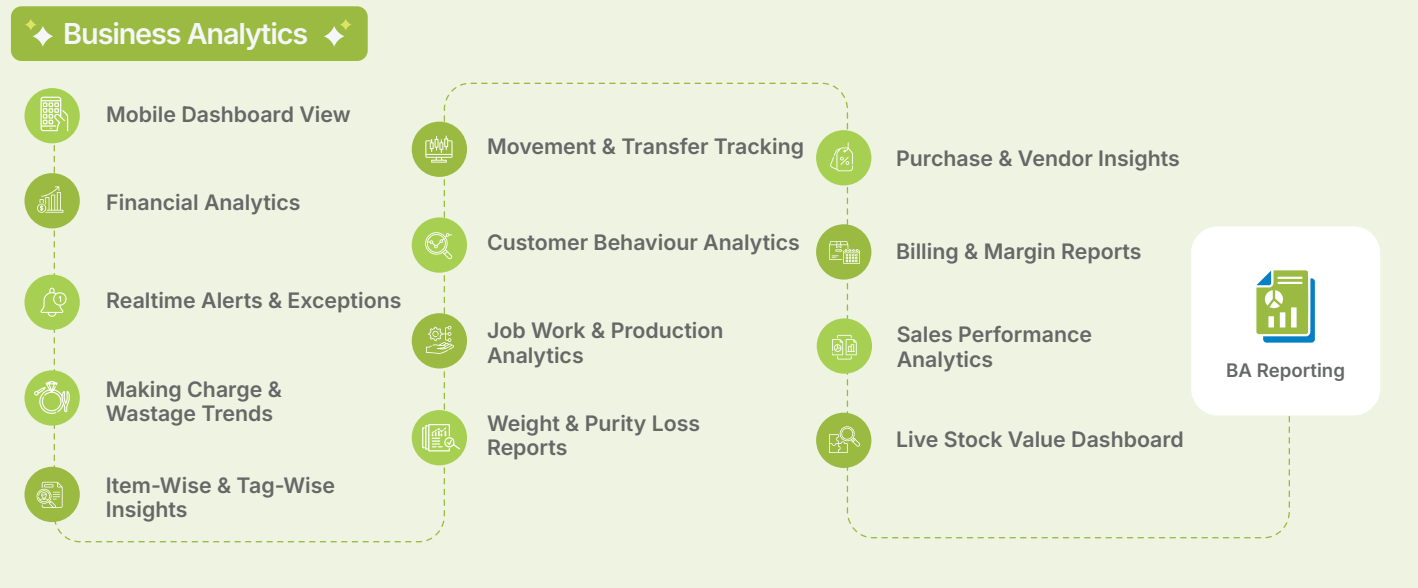 Business Analytics
Mobile Dashboard View
Financial Analytics
Realtime Alerts & Exceptions
Making Charge &
Wastage Trends
Item-Wise & Tag-Wise
Insights
Movement & Transfer Tracking
Customer Behaviour Analytics
Job Work & Production
Analytics
Weight & Purity Loss
Reports
Purchase & Vendor Insights
Billing & Margin Reports
Sales Performance
Analytics
Live Stock Value Dashboard
BA Reporting